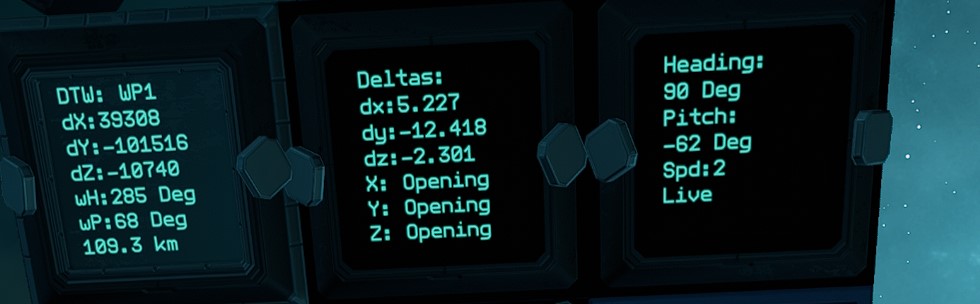 DTW: WP1
dX:39308
dY:-101516
dZ:-10740
wH:285 Deg
wP:68 Deg
109.3 km
Deltas:
dx:5.227
dy:-12.418
dz:-2.301
X: Opening
Y: Opening
Z: Opening
Heading:
90 Deg
Pitch:
-62 Deg
Spd:2
Live